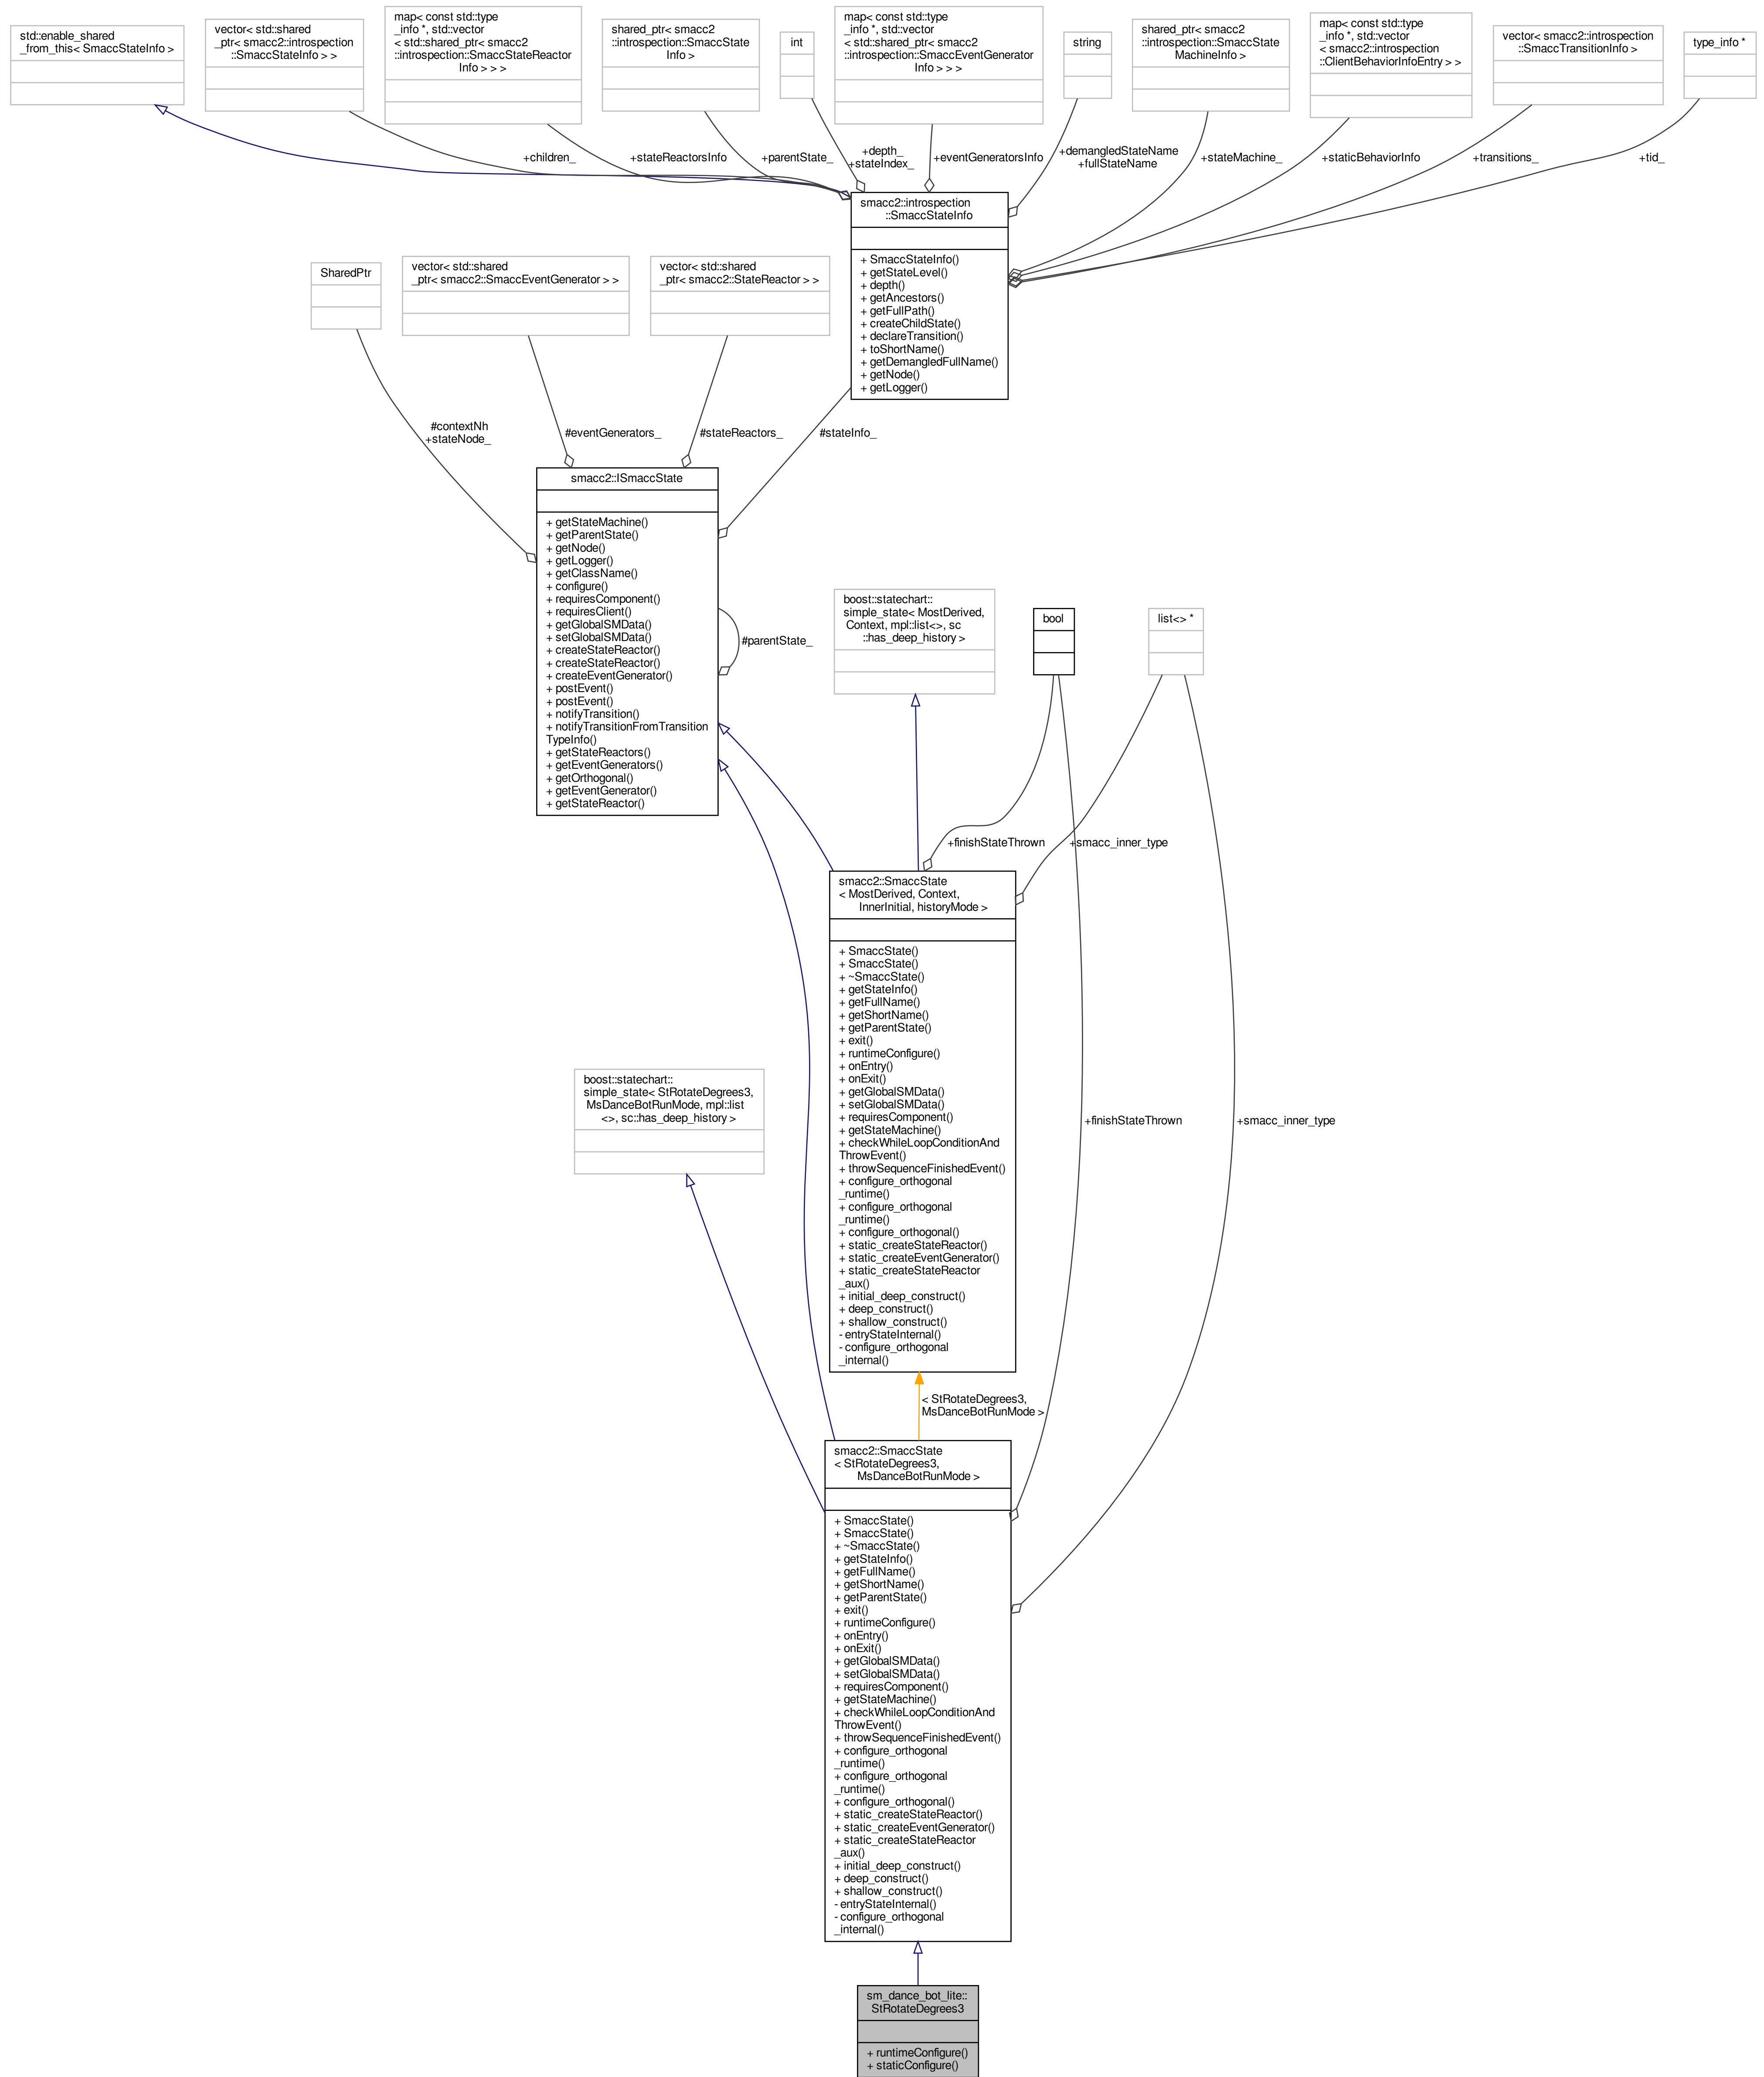 std::enable_shared
_from_this< SmaccStateInfo >
vector< std::shared
_ptr< smacc2::introspection
::SmaccStateInfo > >
map< const std::type
_info *, std::vector
< std::shared_ptr< smacc2
::introspection::SmaccStateReactor
Info > > >
shared_ptr< smacc2
::introspection::SmaccState
Info >
int
map< const std::type
_info *, std::vector
< std::shared_ptr< smacc2
::introspection::SmaccEventGenerator
Info > > >
string
shared_ptr< smacc2
::introspection::SmaccState
MachineInfo >
map< const std::type
_info *, std::vector
< smacc2::introspection
::ClientBehaviorInfoEntry > >
vector< smacc2::introspection
::SmaccTransitionInfo >
type_info *
+children_
+stateReactorsInfo
+parentState_
+depth_
+stateIndex_
+eventGeneratorsInfo
+demangledStateName
+fullStateName
+stateMachine_
+staticBehaviorInfo
+transitions_
+tid_
smacc2::introspection
::SmaccStateInfo
+ SmaccStateInfo()
+ getStateLevel()
+ depth()
+ getAncestors()
+ getFullPath()
+ createChildState()
+ declareTransition()
+ toShortName()
+ getDemangledFullName()
+ getNode()
+ getLogger()
SharedPtr
vector< std::shared
_ptr< smacc2::SmaccEventGenerator > >
vector< std::shared
_ptr< smacc2::StateReactor > >
#contextNh
+stateNode_
#eventGenerators_
#stateReactors_
#stateInfo_
smacc2::ISmaccState
+ getStateMachine()
+ getParentState()
+ getNode()
+ getLogger()
+ getClassName()
+ configure()
+ requiresComponent()
+ requiresClient()
+ getGlobalSMData()
+ setGlobalSMData()
+ createStateReactor()
+ createStateReactor()
+ createEventGenerator()
+ postEvent()
+ postEvent()
+ notifyTransition()
+ notifyTransitionFromTransition
TypeInfo()
+ getStateReactors()
+ getEventGenerators()
+ getOrthogonal()
+ getEventGenerator()
+ getStateReactor()
#parentState_
boost::statechart::
simple_state< MostDerived,
Context, mpl::list<>, sc
::has_deep_history >
bool
list<> *
+finishStateThrown
+smacc_inner_type
smacc2::SmaccState
< MostDerived, Context,
InnerInitial, historyMode >
+ SmaccState()
+ SmaccState()
+ ~SmaccState()
+ getStateInfo()
+ getFullName()
+ getShortName()
+ getParentState()
+ exit()
+ runtimeConfigure()
+ onEntry()
+ onExit()
+ getGlobalSMData()
+ setGlobalSMData()
+ requiresComponent()
+ getStateMachine()
+ checkWhileLoopConditionAnd
ThrowEvent()
+ throwSequenceFinishedEvent()
+ configure_orthogonal
_runtime()
+ configure_orthogonal
_runtime()
+ configure_orthogonal()
+ static_createStateReactor()
+ static_createEventGenerator()
+ static_createStateReactor
_aux()
+ initial_deep_construct()
+ deep_construct()
+ shallow_construct()
- entryStateInternal()
- configure_orthogonal
_internal()
boost::statechart::
simple_state< StRotateDegrees3,
MsDanceBotRunMode, mpl::list
<>, sc::has_deep_history >
+finishStateThrown
+smacc_inner_type
< StRotateDegrees3,
MsDanceBotRunMode >
smacc2::SmaccState
< StRotateDegrees3,
MsDanceBotRunMode >
+ SmaccState()
+ SmaccState()
+ ~SmaccState()
+ getStateInfo()
+ getFullName()
+ getShortName()
+ getParentState()
+ exit()
+ runtimeConfigure()
+ onEntry()
+ onExit()
+ getGlobalSMData()
+ setGlobalSMData()
+ requiresComponent()
+ getStateMachine()
+ checkWhileLoopConditionAnd
ThrowEvent()
+ throwSequenceFinishedEvent()
+ configure_orthogonal
_runtime()
+ configure_orthogonal
_runtime()
+ configure_orthogonal()
+ static_createStateReactor()
+ static_createEventGenerator()
+ static_createStateReactor
_aux()
+ initial_deep_construct()
+ deep_construct()
+ shallow_construct()
- entryStateInternal()
- configure_orthogonal
_internal()
sm_dance_bot_lite::
StRotateDegrees3
+ runtimeConfigure()
+ staticConfigure()